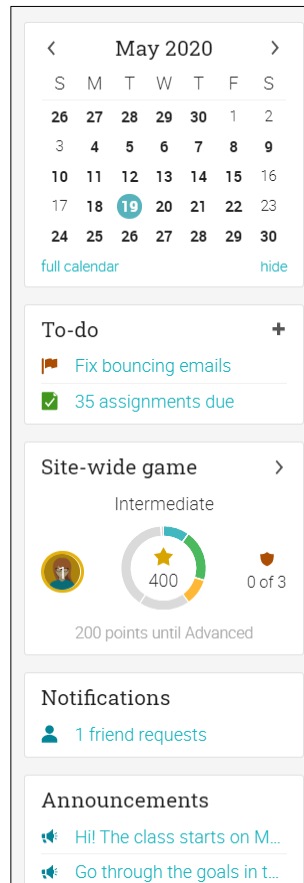 May 2020
S M T W T F S
26 27 28 29 30 1 2
3 4 5 6 7 8 9
10 11 12 13 14 15 16
17 18 19 20 21 22 23
24 25 26 27 28 29 30
full calendar hide
To-do
Fix bouncing emails
35 assignments due
Site-wide game
Intermediate
400
0 of 3
200 points until Advanced
Notifications
1 friend requests
Announcements
Hi! The class starts on M...
Go through the goals in t...